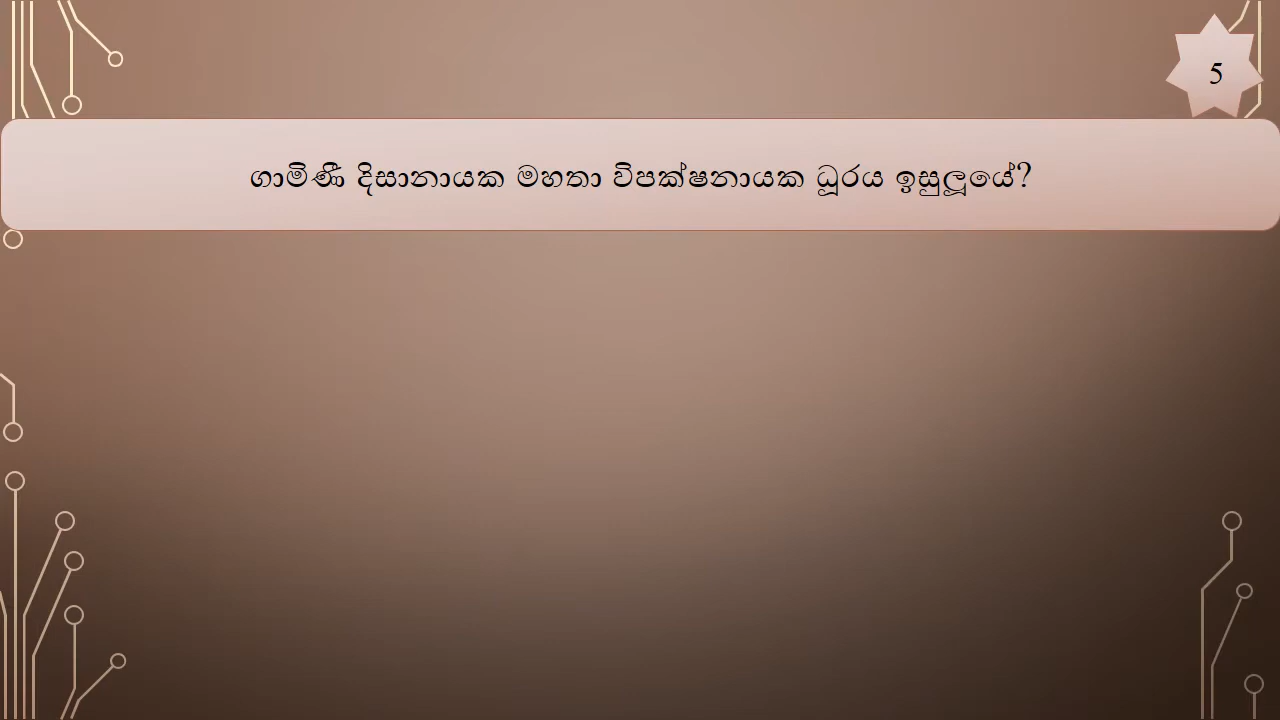 5
ගාමිණී දිසානායක මහතා විපක්ෂනායක ධූරය ඉසුලූයේ?